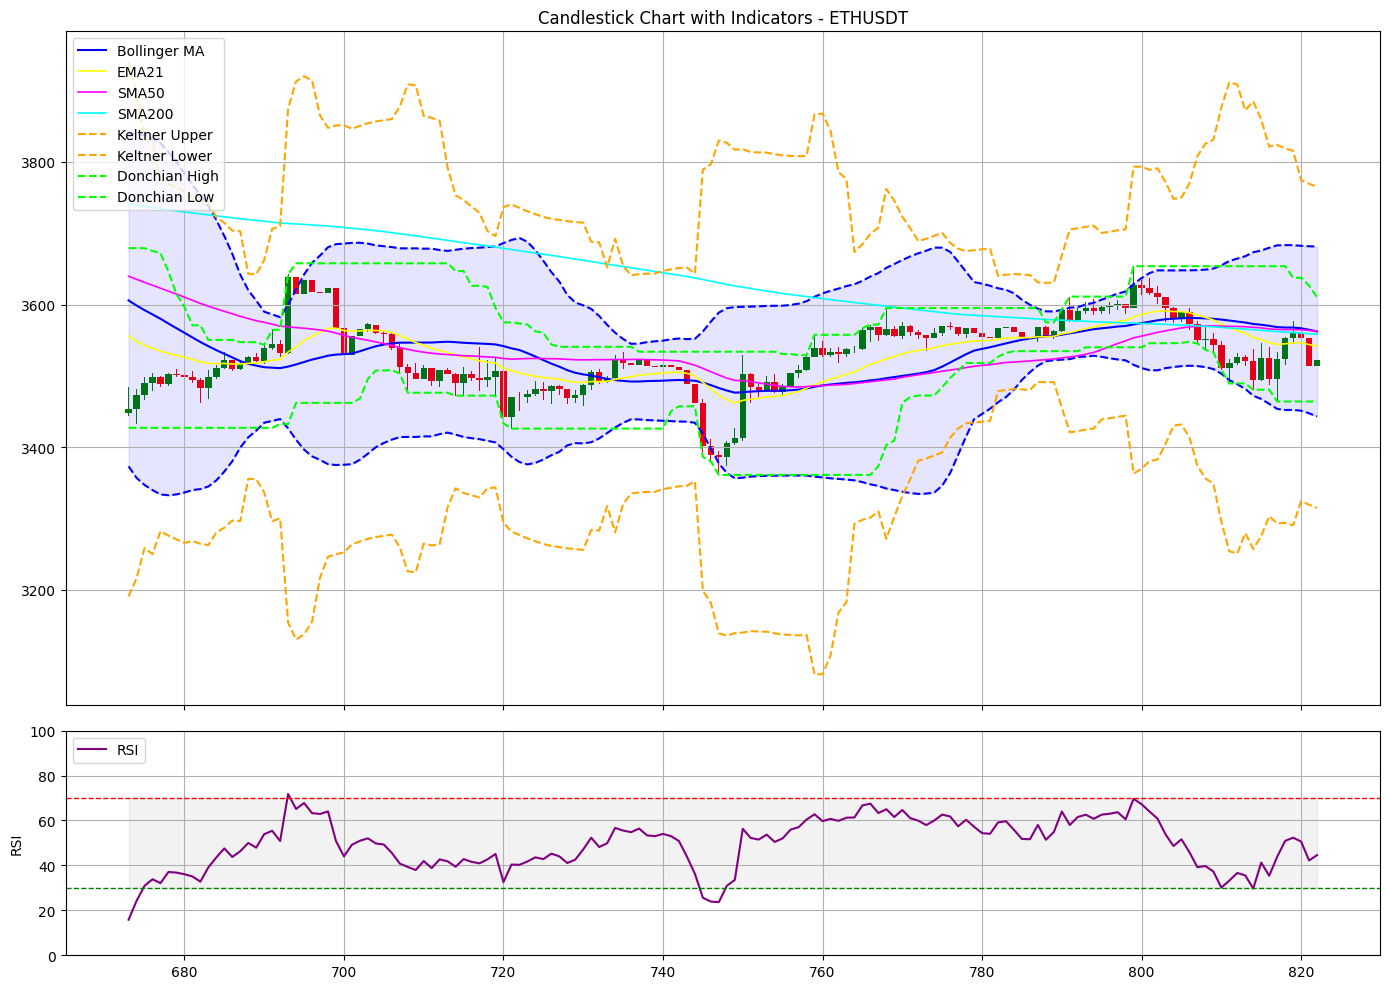 Candlestick Chart with Indicators - ETHUSDT
Bollinger MA
EMA21
SMA50
SMA200
Keltner Upper
Keltner Lower
Donchian High
Donchian Low
3800
3600
3400
3200
680
700
720
740
760
780
800
820
RSI
100
80
60
40
20
0
RSI
680
700
720
740
760
780
800
820